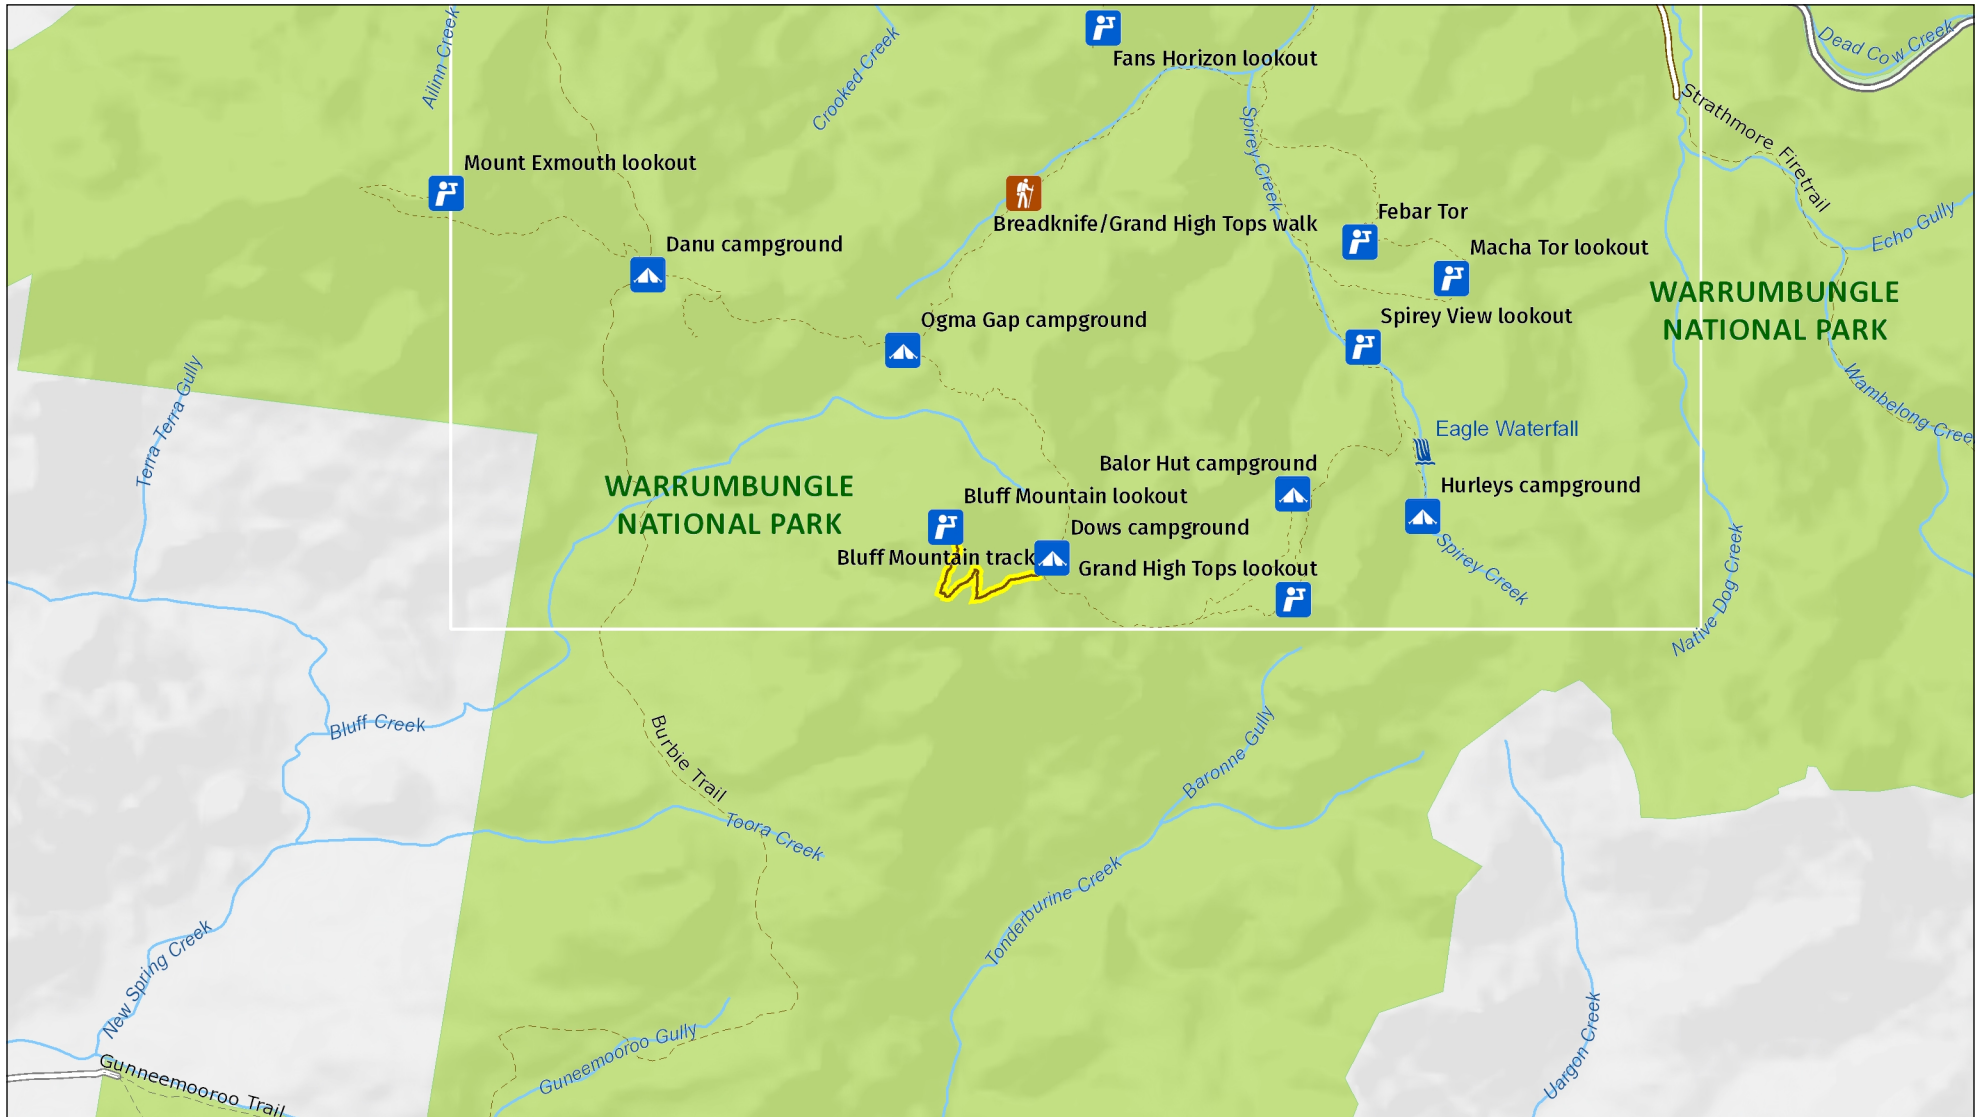 Ailinn Creek
Crooked Creek
Fans Horizon lookout
Dead Cow Creek
Strathmore Firetrail
Spirey Creek
Mount Exmouth lookout
Breadknife/Grand High Tops walk
Febar Tor
Echo Gully
Danu campground
Macha Tor lookout
WARRUMBUNGLE
NATIONAL PARK
Ogma Gap campground
Spirey View lookout
Terra Terra Gully
Wambelong Creek
Eagle Waterfall
Balor Hut campground
WARRUMBUNGLE
NATIONAL PARK
Bluff Mountain lookout
Hurleys campground
Dows campground
Bluff Mountain track
Grand High Tops lookout
Spirey Creek
Native Dog Creek
Bluff Creek
Burbie Trail
Baronne Gully
Toora Creek
Tonderburine Creek
New Spring Creek
Guneemooroo Gully
Uargon Creek
Gunneemooroo Trail